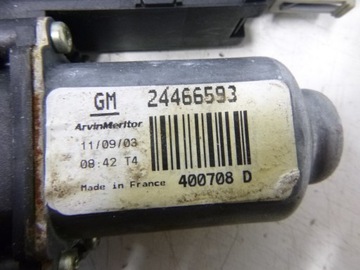 GM 24466593
ArvinMeritor
11/09/03
08:42 T4
Made in France 400708 D